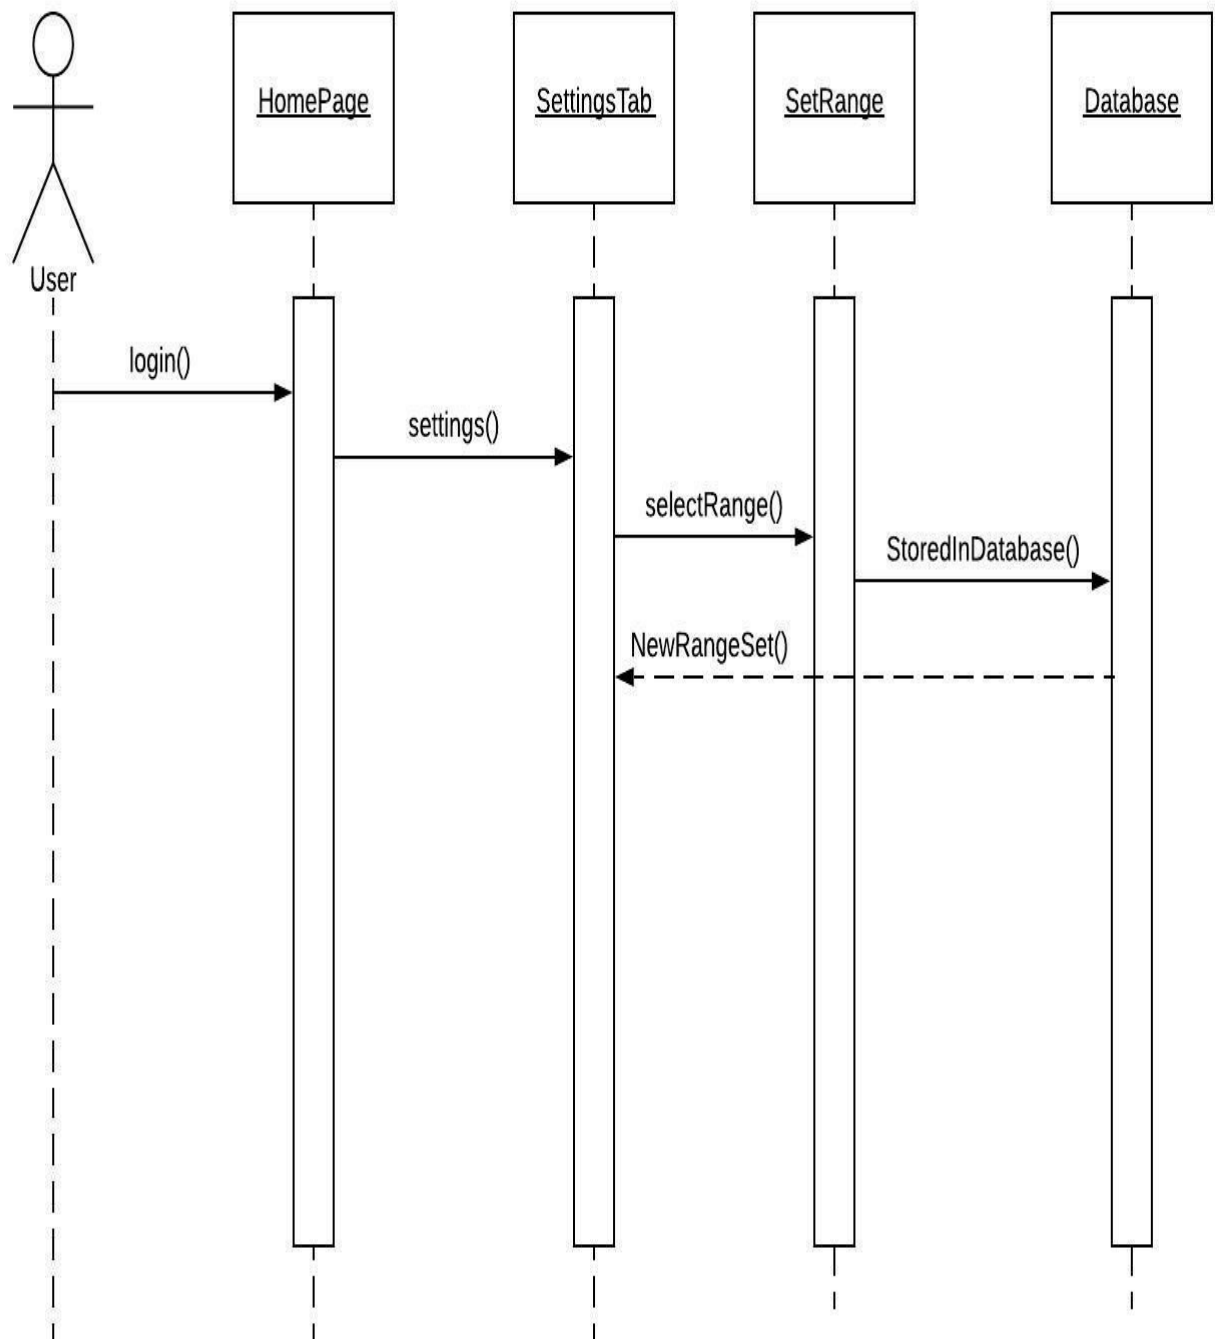 HomePage
SettingsTab
SetRange
Database
User
login()
settings()
selectRange()
StoredInDatabase()
NewRangeSet()